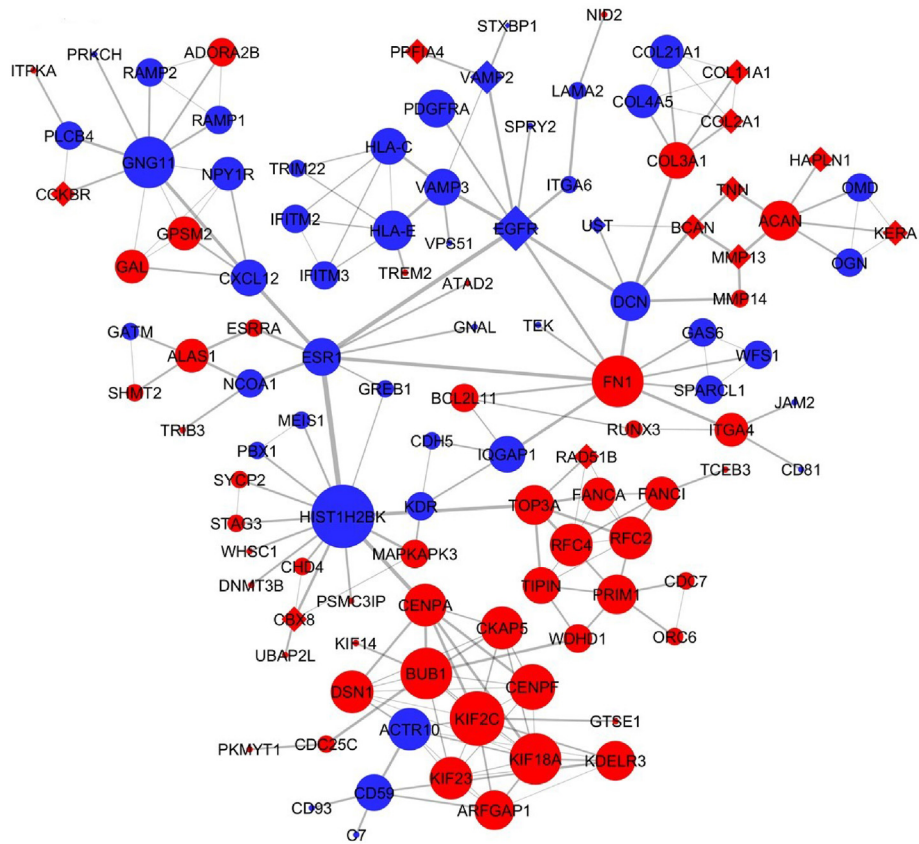 STXBP1
NID2
PRKCH
ADORA2B
PPFIA4
ITPKA
RAMP2
VAMP2
COL21A1
COL11A1
LAMA2
PDGFRA
COL4A5
RAMP1
SPRY2
COL2A1
PLCB4
HLA-C
GNG11
COL3A1
HAPLN1
NPY1R
TRIM22
VAMP3
ITGA6
TNN
OMD
CCKBR
IFITM2
EGFR
UST
BCAN
ACAN
HLA-E
KERA
GPSM2
VPS51
GAL
IFITM3
TREM2
MMP13
OGN
CXCL12
ATAD2
DCN
MMP14
GATM
ESRRA
GNAL
TEK
GAS6
ALAS1
ESR1
WFS1
NCOA1
GREB1
FN1
SPARCL1
SHMT2
BCL2L11
JAM2
TRIB3
MEIS1
RUNX3
ITGA4
CDH5
IQGAP1
PBX1
RAD51B
TCEB3
CD81
SYCP2
FANCA
FANCI
KDR
TOP3A
STAG3
HIST1H2BK
RFC4
RFC2
WHSC1
MAPKAPK3
CHD4
DNMT3B
TIPIN
PRIM1
CDC7
PSMC3IP
CENPA
CBX8
CKAP5
WDHD1
ORC6
UBAP2L
KIF14
BUB1
DSN1
CENPF
KIF2C
GTSE1
ACTR10
PKMYT1
CDC25C
KIF18A
KDELR3
KIF23
CD59
CD93
ARFGAP1
C7